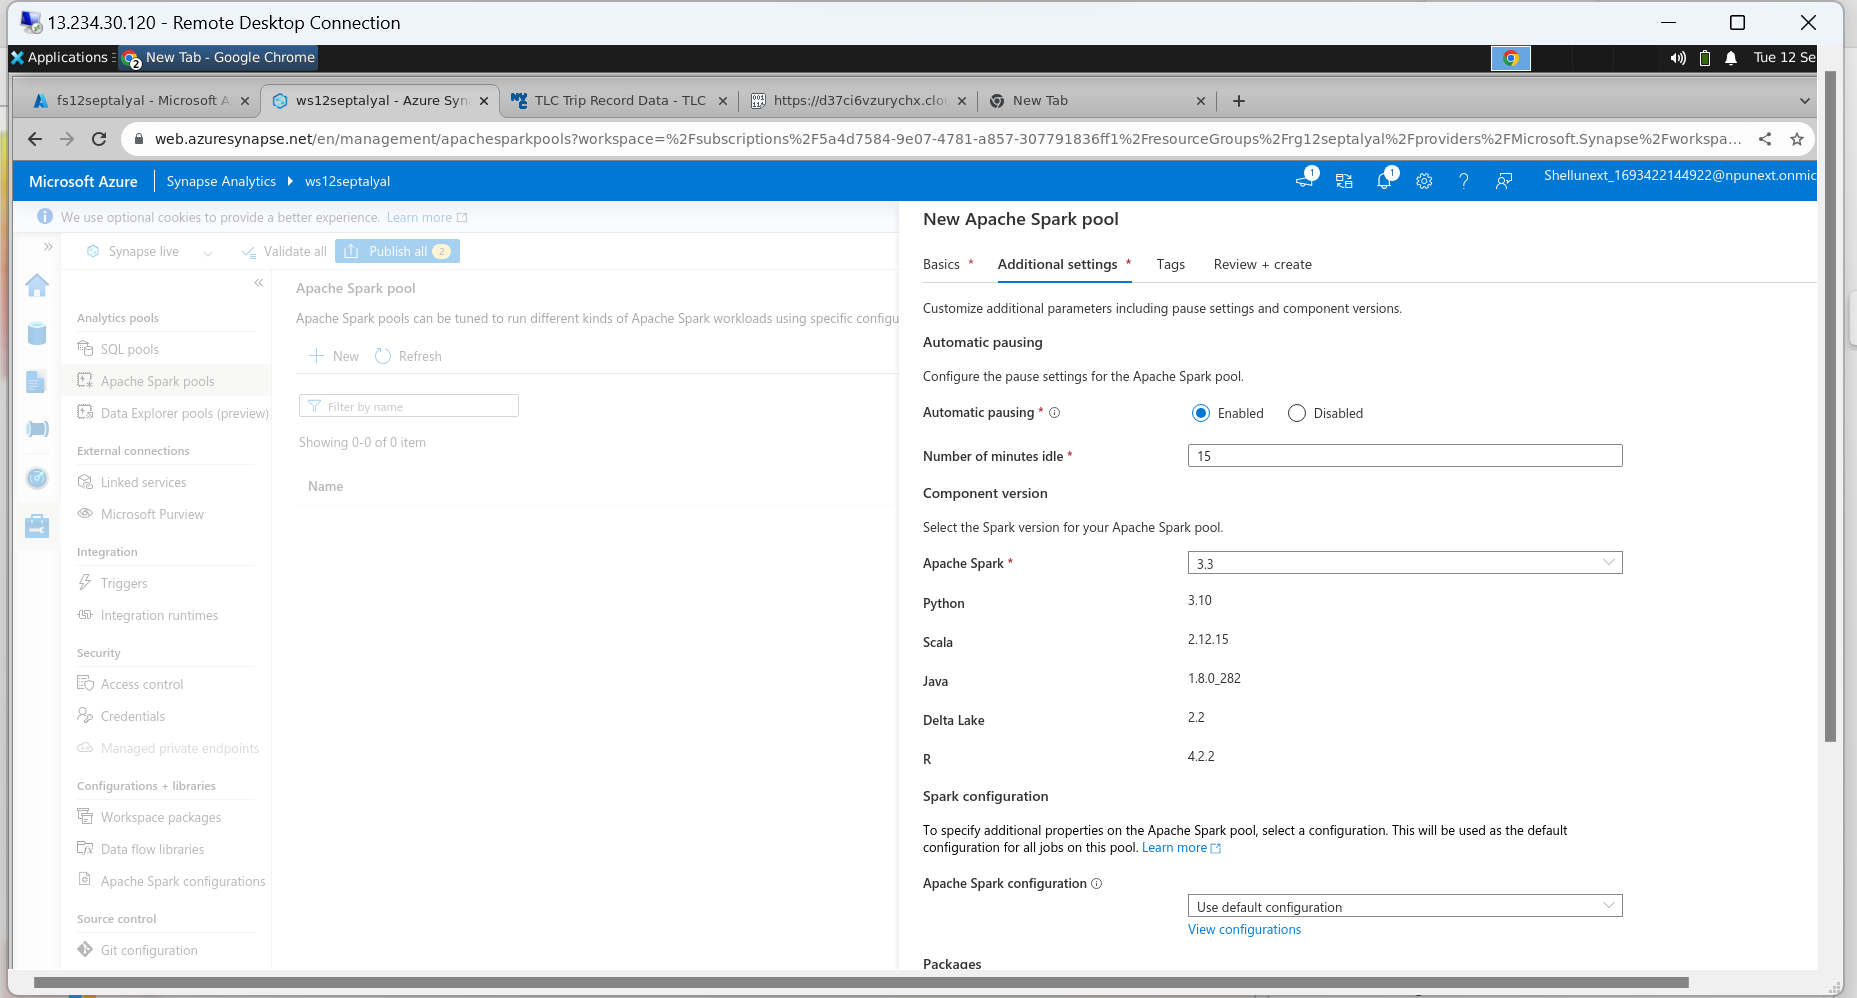 13.234.30.120 - Remote Desktop Connection
Applications
2 New Tab - Google Chrome
Tue 12 Se
fs12septalyal - Microsoft A
ws12septalyal - Azure Syn
TLC Trip Record Data - TLC
https://d37ci6vzurychx.clou
New Tab
web.azuresynapse.net/en/management/apachesparkpools?workspace=%2Fsubscriptions%2F5a4d7584-9e07-4781-a857-307791836ff1%2FresourceGroups%2Frg12septalyal%2Fproviders%2FMicrosoft.Synapse%2Fworkspa...
Microsoft Azure
Synapse Analytics
ws12septalyal
1
1
Shellunext_1693422144922@npunext.onmic
We use optional cookies to provide a better experience. Learn more
Synapse live
Validate all
Publish all 2
Analytics pools
SQL pools
Apache Spark pools
Data Explorer pools (preview)
External connections
Linked services
Microsoft Purview
Integration
Triggers
Integration runtimes
Security
Access control
Credentials
Managed private endpoints
Configurations + libraries
Workspace packages
Data flow libraries
Apache Spark configurations
Source control
Git configuration
Apache Spark pool
Apache Spark pools can be tuned to run different kinds of Apache Spark workloads using specific configu
New
Refresh
Filter by name
Showing 0-0 of 0 item
Name
New Apache Spark pool
Basics *
Additional settings *
Tags
Review + create
Customize additional parameters including pause settings and component versions.
Automatic pausing
Configure the pause settings for the Apache Spark pool.
Automatic pausing * Enabled Disabled
Number of minutes idle * 15
Component version
Select the Spark version for your Apache Spark pool.
Apache Spark * 3.3
Python 3.10
Scala 2.12.15
Java 1.8.0_282
Delta Lake 2.2
R 4.2.2
Spark configuration
To specify additional properties on the Apache Spark pool, select a configuration. This will be used as the default
configuration for all jobs on this pool. Learn more
Apache Spark configuration
Use default configuration
View configurations
Packages